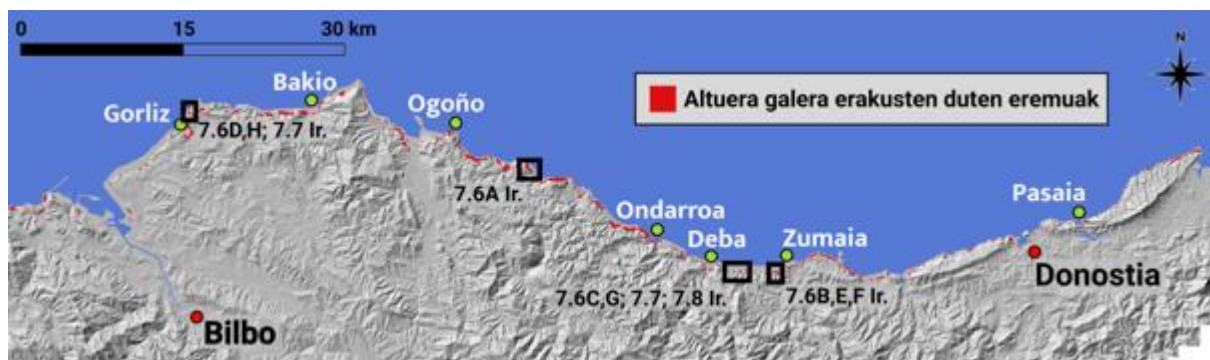 0 15 30 km
N
Altuera galera erakusten duten eremuak
Bakio
Ogoño
Gorliz
7.6D,H; 7.7 Ir.
7.6A Ir.
Pasaia
Ondarroa
Deba
Zumaia
Donostia
7.6C,G; 7.7; 7.8 Ir.
7.6B,E,F Ir.
Bilbo